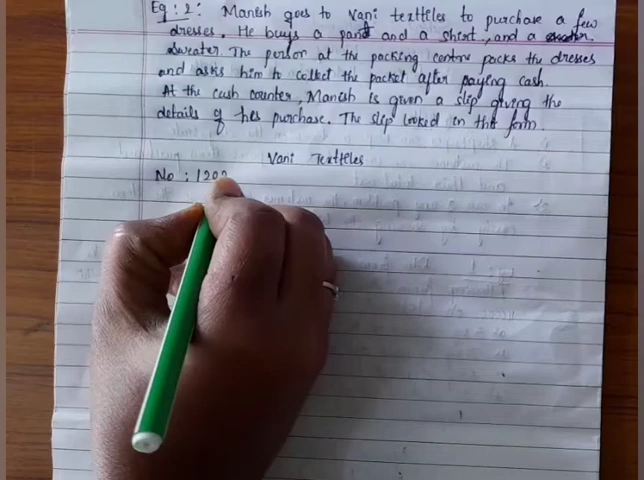 Eg : 2 : Manish goes to Vani textiles to purchase a few
dresses. He buys a pant and a shirt, and a
sweater. The person at the packing centre packs the dresses
and asks him to collect the packet after paying cash.
At the cash counter, Manish is given a slip giving the
details of his purchase. The slip looked in this form.
Vani Textiles
No : 120